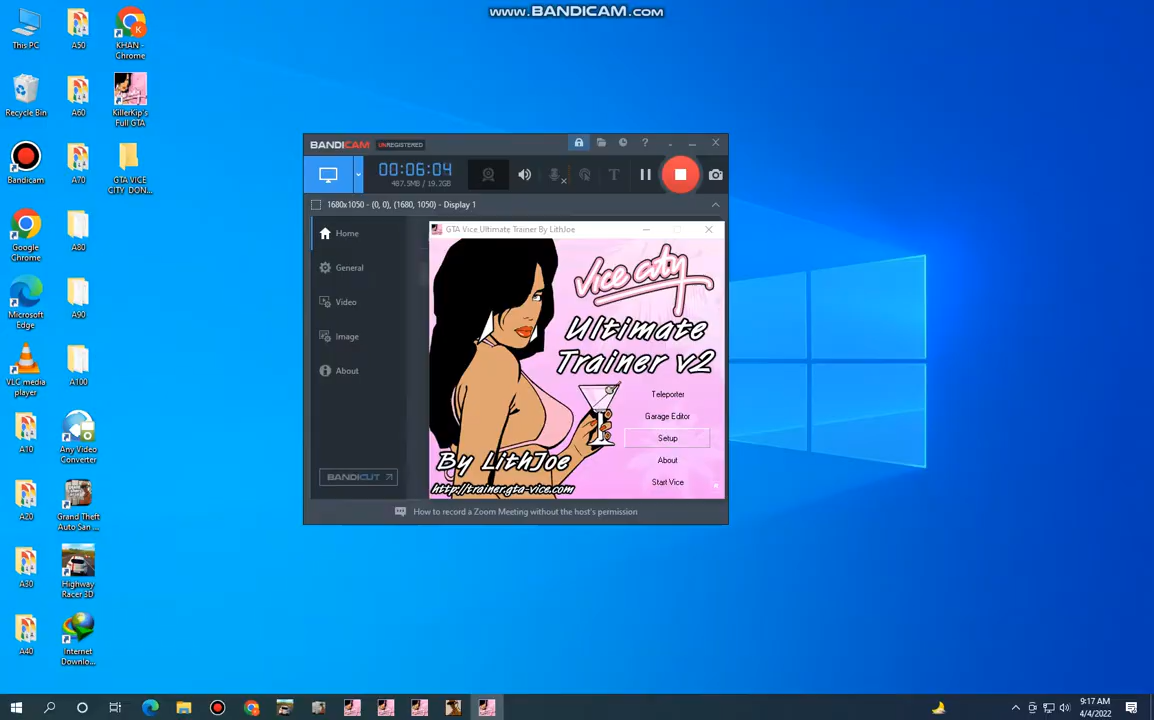 www.BANDICAM.com
This PC
A50
KHAN - Chrome
Recycle Bin
A60
KillerKip's Full GTA
Bandicam
A70
GTA VICE CITY_DON...
Google Chrome
A80
Microsoft Edge
A90
VLC media player
A100
A10
Any Video Converter
A20
Grand Theft Auto San ...
A30
Highway Racer 3D
A40
Internet Downlo...
BANDICAM UNREGISTERED
00:06:04
487.5MB / 19.2GB
1680x1050 - (0, 0), (1680, 1050) - Display 1
Home
General
Video
Image
About
BANDICUT
GTA Vice Ultimate Trainer By LithJoe
vice city
Ultimate
Trainer v2
Teleporter
Garage Editor
Setup
About
Start Vice
By LithJoe
http://trainer.gta-vice.com
How to record a Zoom Meeting without the host's permission
9:17 AM
4/4/2022